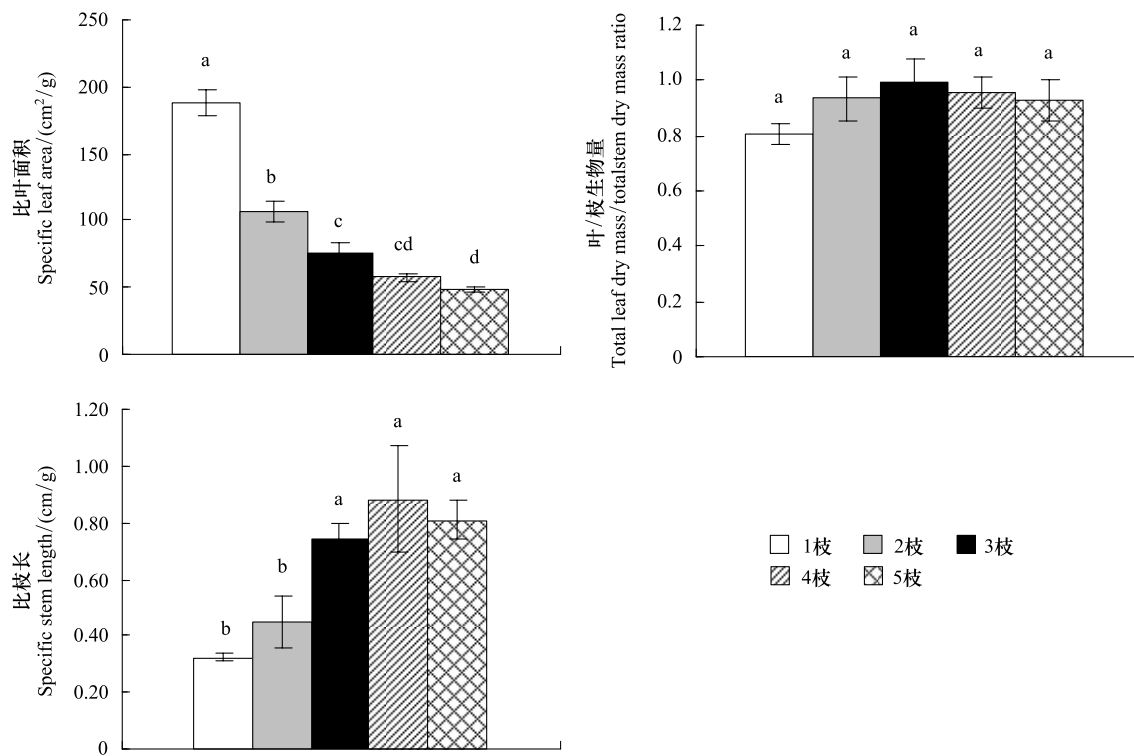 比叶面积
Specific leaf area/(cm²/g)
250
200
150
100
50
0
a
b
c
cd
d
叶/枝生物量
Total leaf dry mass/totalstem dry mass ratio
1.2
1.0
0.8
0.6
0.4
0.2
0
a
a
a
a
a
比枝长
Specific stem length/(cm/g)
1.20
1.00
0.80
0.60
0.40
0.20
0
b
b
a
a
a
1枝 2枝 3枝
4枝 5枝